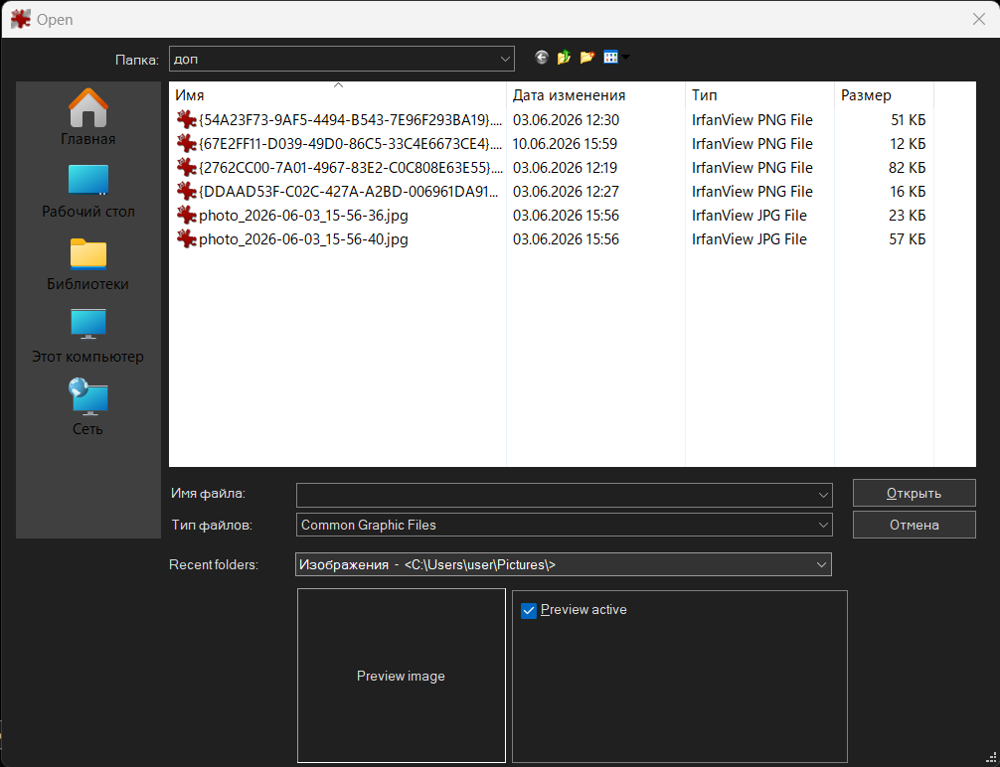 Open
Папка: доп
Имя Дата изменения Тип Размер
{54A23F73-9AF5-4494-B543-7E96F293BA19}.... 03.06.2026 12:30 IrfanView PNG File 51 КБ
{67E2FF11-D039-49D0-86C5-33C4E6673CE4}.... 10.06.2026 15:59 IrfanView PNG File 12 КБ
{2762CC00-7A01-4967-83E2-C0C808E63E55}.... 03.06.2026 12:19 IrfanView PNG File 82 КБ
{DDAAD53F-C02C-427A-A2BD-006961DA91... 03.06.2026 12:27 IrfanView PNG File 16 КБ
photo_2026-06-03_15-56-36.jpg 03.06.2026 15:56 IrfanView JPG File 23 КБ
photo_2026-06-03_15-56-40.jpg 03.06.2026 15:56 IrfanView JPG File 57 КБ
Главная
Рабочий стол
Библиотеки
Этот компьютер
Сеть
Имя файла: Открыть
Тип файлов: Common Graphic Files Отмена
Recent folders: Изображения - <C:\Users\user\Pictures\>
Preview active
Preview image